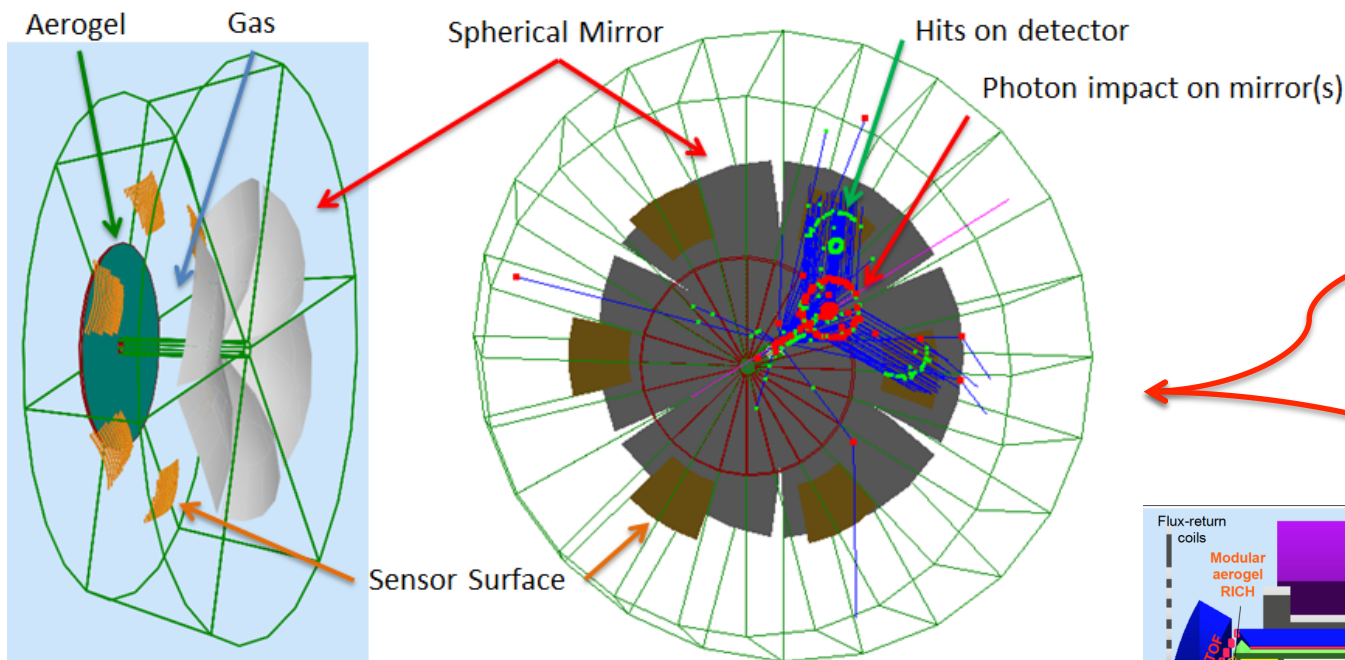 Aerogel
Gas
Spherical Mirror
Hits on detector
Photon impact on mirror(s)
Sensor Surface
Flux-return
coils
Modular
aerogel
RICH
TOF